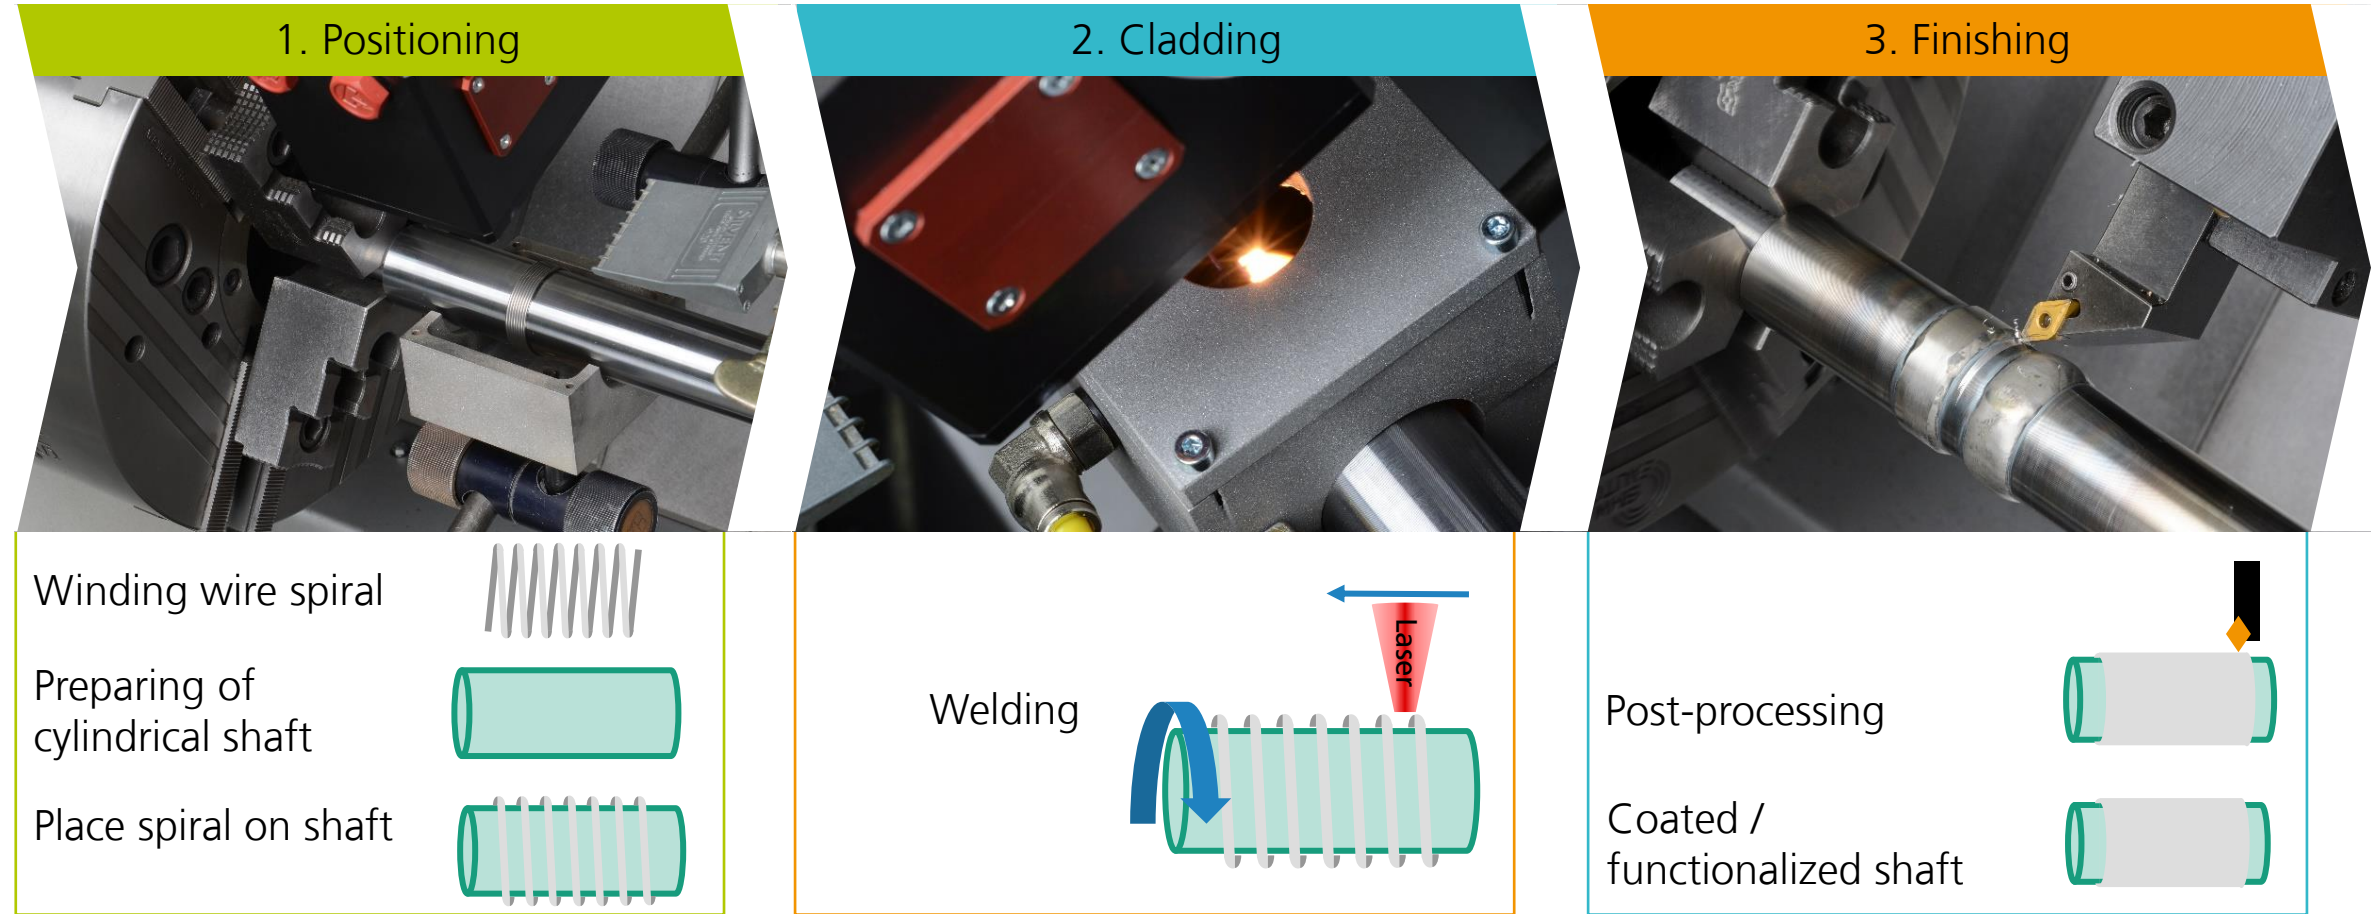 1. Positioning
2. Cladding
3. Finishing
Winding wire spiral
Preparing of
cylindrical shaft
Place spiral on shaft
Welding
Laser
Post-processing
Coated /
functionalized shaft